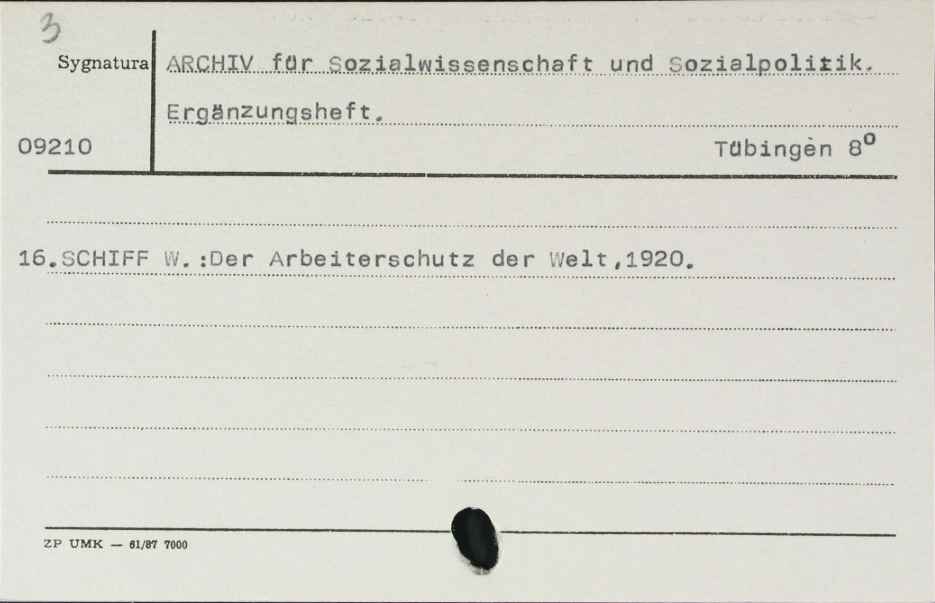 3
Sygnatura ARCHIV für Sozialwissenschaft und Sozialpolitik.
Ergänzungsheft.
09210 Tübingen 8⁰
16.SCHIFF W.:Der Arbeiterschutz der Welt,1920.
ZP UMK — 61/87 7000